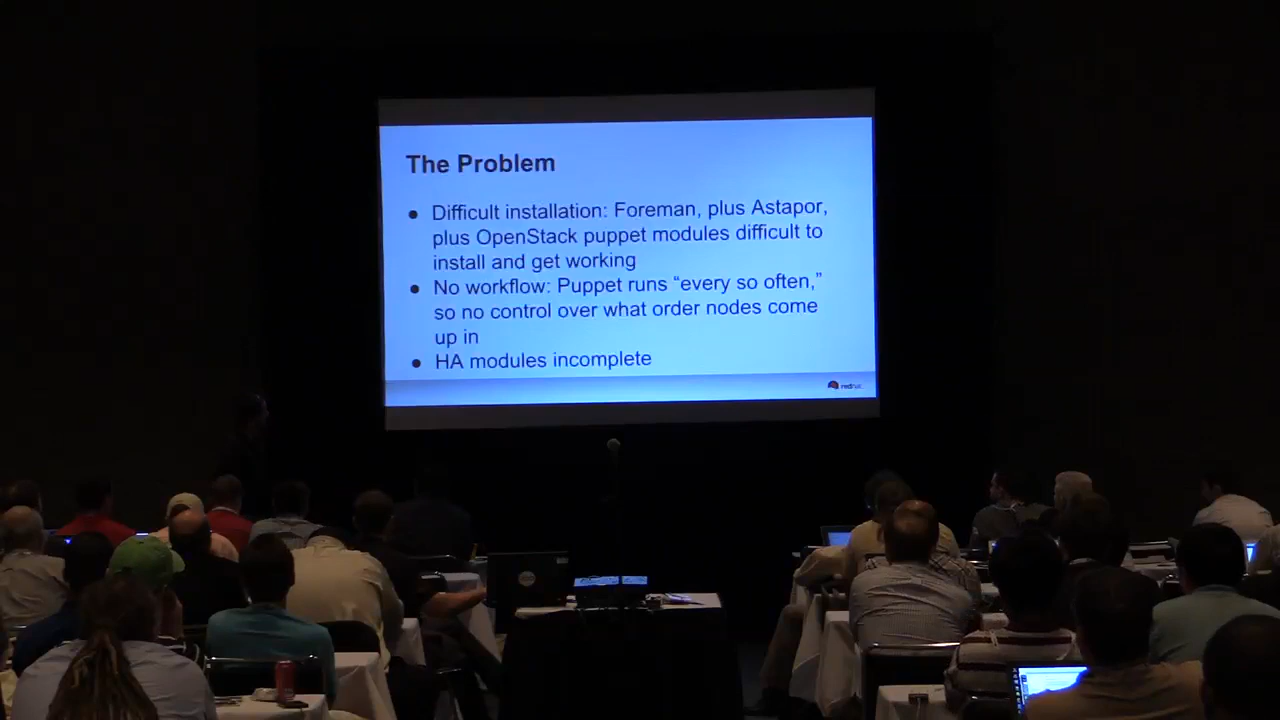 The Problem
● Difficult installation: Foreman, plus Astapor,
plus OpenStack puppet modules difficult to
install and get working
● No workflow: Puppet runs “every so often,”
so no control over what order nodes come
up in
● HA modules incomplete
redhat.